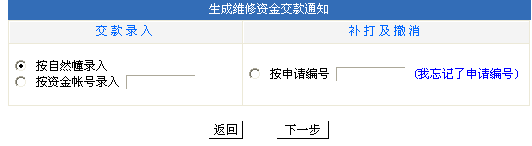 生成维修资金交款通知
交款录入
补打及撤消
按自然幢录入
按资金帐号录入
按申请编号
(我忘记了申请编号)
返回
下一步